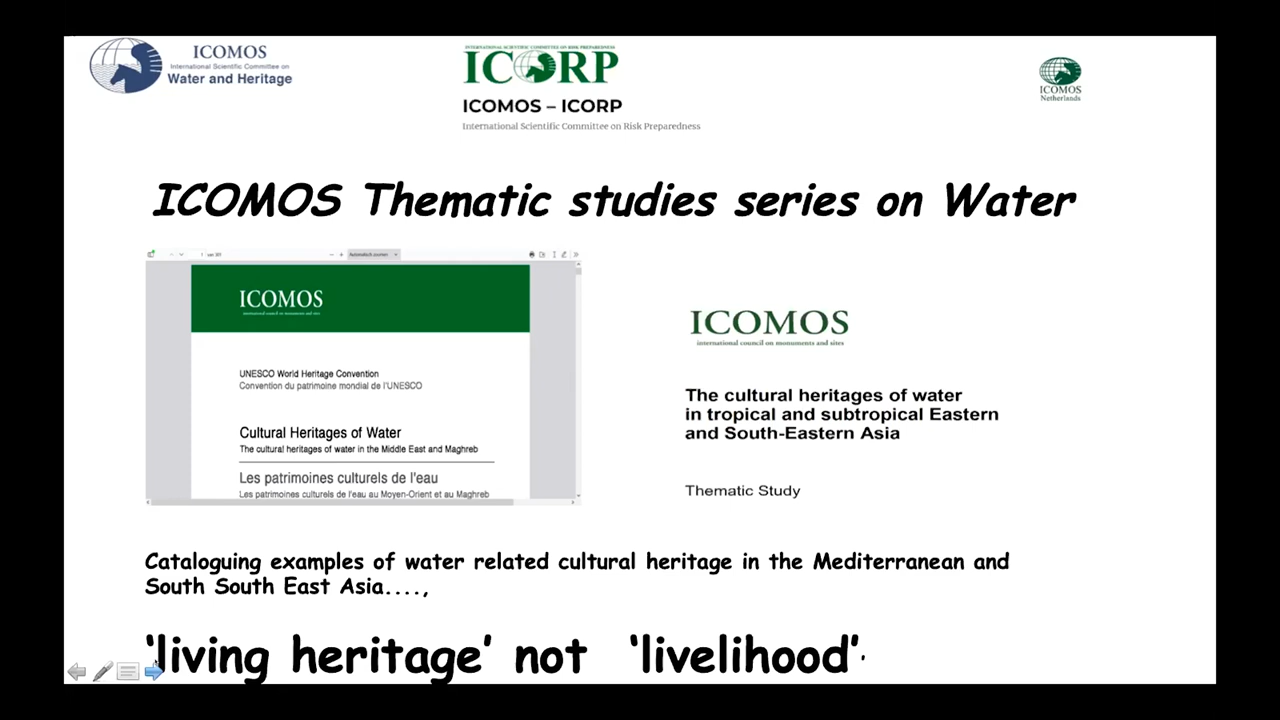 ICOMOS
International Scientific Committee on
Water and Heritage
INTERNATIONAL SCIENTIFIC COMMITTEE ON RISK PREPAREDNESS
ICORP
ICOMOS – ICORP
International Scientific Committee on Risk Preparedness
ICOMOS
Netherlands
ICOMOS Thematic studies series on Water
ICOMOS
international council on monuments and sites
UNESCO World Heritage Convention
Convention du patrimoine mondial de l'UNESCO
Cultural Heritages of Water
The cultural heritages of water in the Middle East and Maghreb
Les patrimoines culturels de l'eau
Les patrimoines culturels de l'eau au Moyen-Orient et au Maghreb
ICOMOS
international council on monuments and sites
The cultural heritages of water
in tropical and subtropical Eastern
and South-Eastern Asia
Thematic Study
Cataloguing examples of water related cultural heritage in the Mediterranean and
South South East Asia....,
‘living heritage’ not ‘livelihood’.